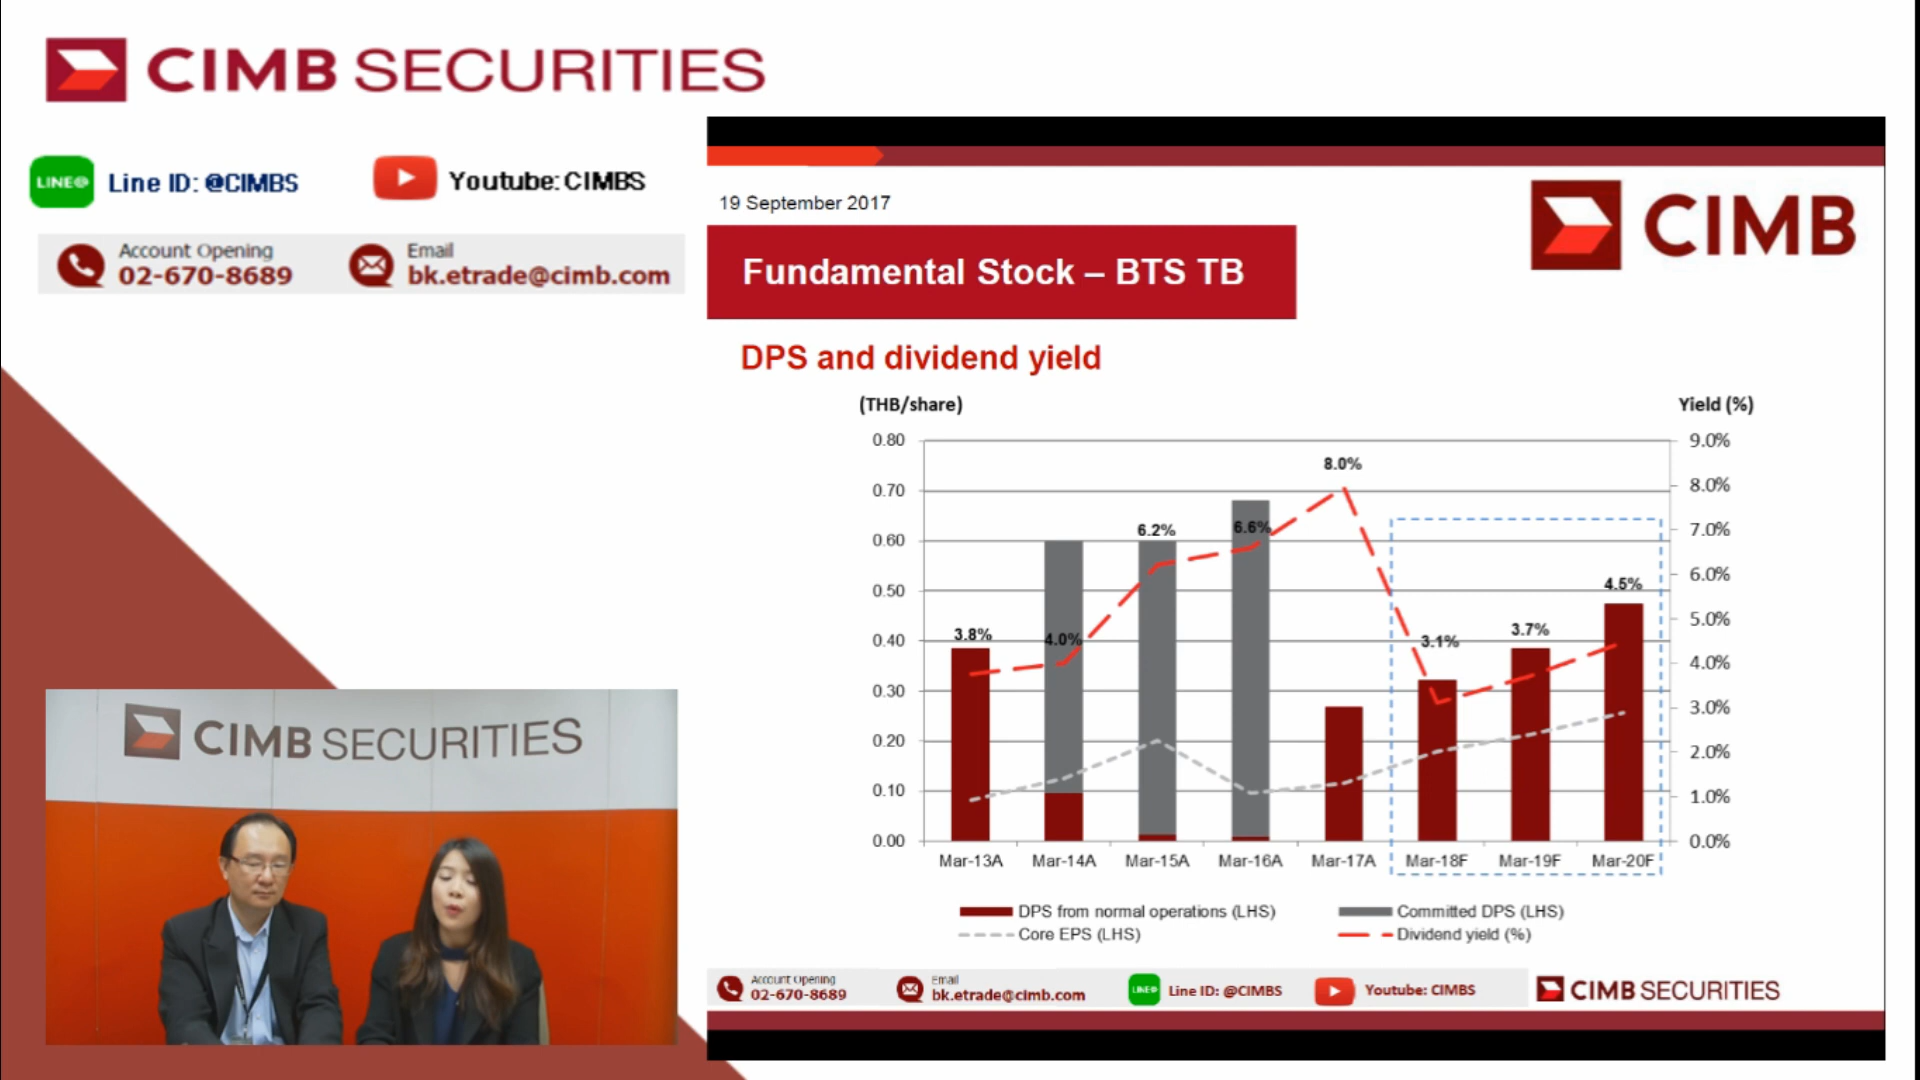 CIMB SECURITIES
LINE@ Line ID: @CIMBS
Youtube: CIMBS
Account Opening
02-670-8689
Email
bk.etrade@cimb.com
19 September 2017
CIMB
Fundamental Stock – BTS TB
DPS and dividend yield
(THB/share)
Yield (%)
0.80
0.70
0.60
0.50
0.40
0.30
0.20
0.10
0.00
9.0%
8.0%
7.0%
6.0%
5.0%
4.0%
3.0%
2.0%
1.0%
0.0%
3.8%
4.0%
6.2%
6.6%
8.0%
3.1%
3.7%
4.5%
Mar-13A Mar-14A Mar-15A Mar-16A Mar-17A Mar-18F Mar-19F Mar-20F
DPS from normal operations (LHS)
Committed DPS (LHS)
Core EPS (LHS)
Dividend yield (%)
Account Opening
02-670-8689
Email
bk.etrade@cimb.com
LINE@ Line ID: @CIMBS
Youtube: CIMBS
CIMB SECURITIES
CIMB SECURITIES